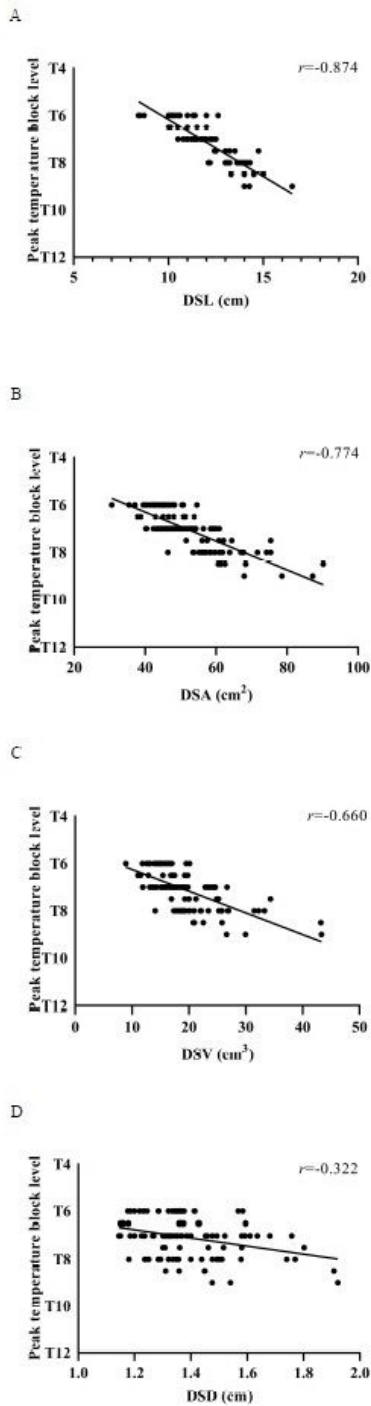 A
r=-0.874
Peak temperature block level
T4
T6
T8
T10
T12
5 10 15 20
DSL (cm)
B
r=-0.774
Peak temperature block level
T4
T6
T8
T10
T12
20 40 60 80 100
DSA (cm²)
C
r=-0.660
Peak temperature block level
T4
T6
T8
T10
T12
0 10 20 30 40 50
DSV (cm³)
D
r=-0.322
Peak temperature block level
T4
T6
T8
T10
T12
1.0 1.2 1.4 1.6 1.8 2.0
DSD (cm)